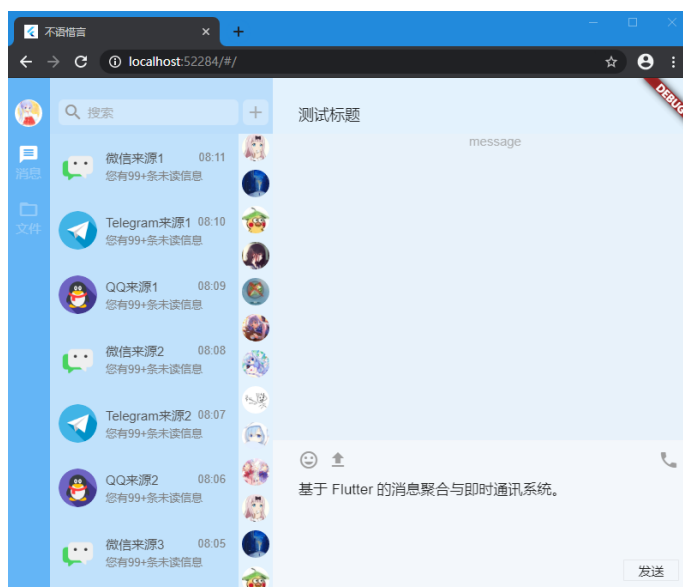 不语惜言
localhost:52284/#/
DEBUG
搜索
测试标题
message
消息
文件
微信来源1 08:11
您有99+条未读信息
Telegram来源1 08:10
您有99+条未读信息
QQ来源1 08:09
您有99+条未读信息
微信来源2 08:08
您有99+条未读信息
Telegram来源2 08:07
您有99+条未读信息
QQ来源2 08:06
您有99+条未读信息
微信来源3 08:05
您有99+条未读信息
基于 Flutter 的消息聚合与即时通讯系统。
发送